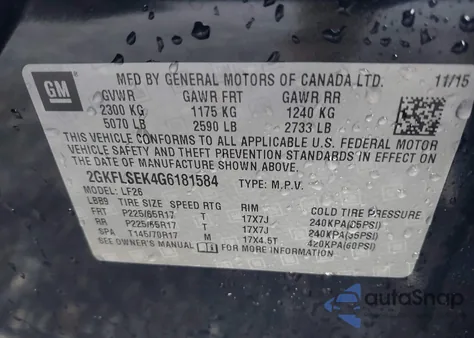 GM
MFD BY GENERAL MOTORS OF CANADA LTD. 11/15
GVWR GAWR FRT GAWR RR
2300 KG 1175 KG 1240 KG
5070 LB 2590 LB 2733 LB
THIS VEHICLE CONFORMS TO ALL APPLICABLE U.S. FEDERAL MOTOR
VEHICLE SAFETY AND THEFT PREVENTION STANDARDS IN EFFECT ON
THE DATE OF MANUFACTURE SHOWN ABOVE.
2GKFLSEK4G6181584 TYPE: M.P.V.
MODEL: LF26
LBB9 TIRE SIZE SPEED RTG RIM COLD TIRE PRESSURE
FRT P225/65R17 T 17X7J 240KPA(35PSI)
RR P225/65R17 T 17X7J 240KPA(35PSI)
SPA T145/70R17 M 17X4.5T 420KPA(60PSI)
SEE OWNER'S MANUAL FOR MORE INFORMATION
autoSnap